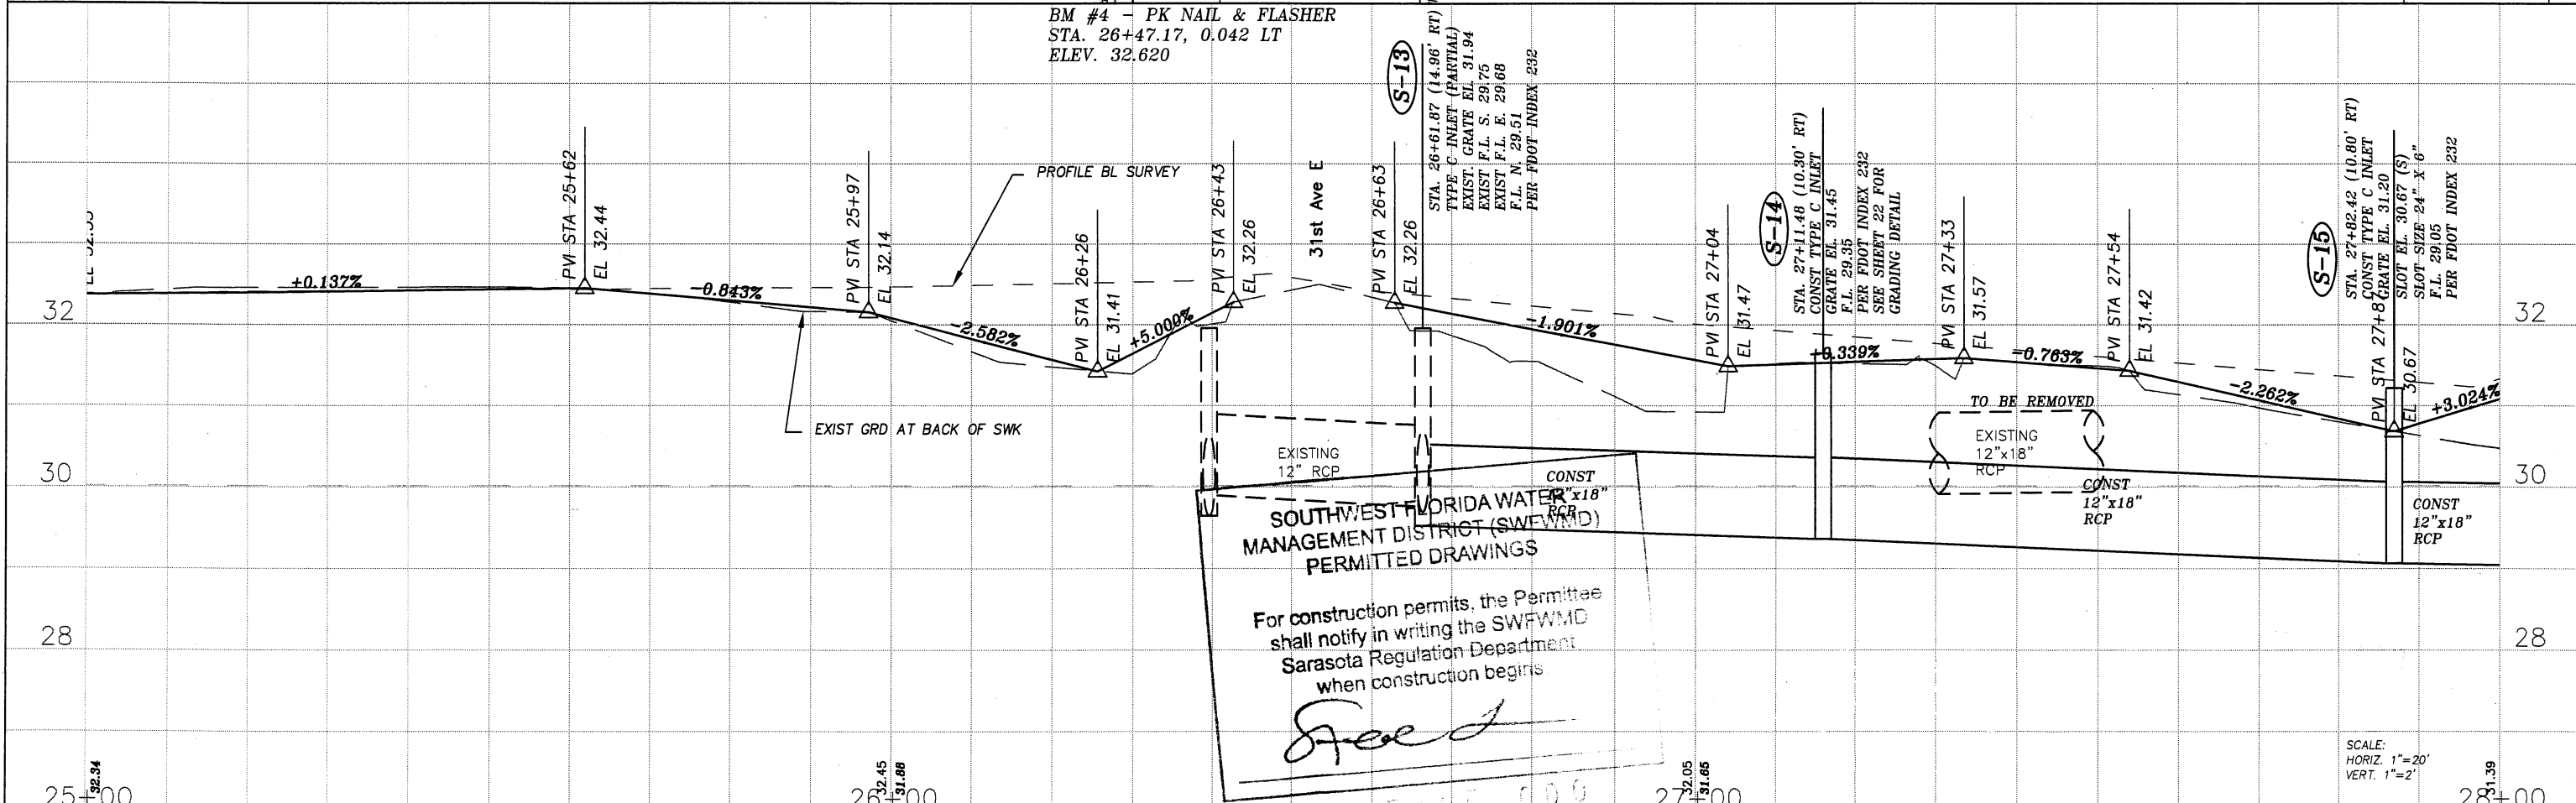 BM #4 - PK NAIL & FLASHER
STA. 26+47.17, 0.042 LT
ELEV. 32.620
S-13
STA. 26+61.87 (14.96' RT)
TYPE C INLET (PARTIAL)
EXIST. GRATE EL. 31.94
EXIST F.L. S. 29.75
EXIST F.L. E. 29.68
F.L. N. 29.51
PER FDOT INDEX 232
S-14
STA. 27+11.48 (10.30' RT)
CONST TYPE C INLET
GRATE EL. 31.45
F.L. 29.35
PER FDOT INDEX 232
SEE SHEET 22 FOR
GRADING DETAIL
S-15
STA. 27+82.42 (10.80' RT)
CONST TYPE C INLET
GRATE EL. 31.20
SLOT EL. 30.67 (S)
SLOT SIZE 24" X 6"
F.L. 29.05
PER FDOT INDEX 232
PVI STA 25+62
EL 32.44
PVI STA 25+97
EL 32.14
PVI STA 26+26
EL 31.41
PVI STA 26+43
EL 32.26
31st Ave E
PVI STA 26+63
EL 32.26
PVI STA 27+04
EL 31.47
PVI STA 27+33
EL 31.57
PVI STA 27+54
EL 31.42
PVI STA 27+87
EL 30.67
PROFILE BL SURVEY
+0.137%
-0.843%
-2.582%
+5.009%
-1.901%
+0.339%
-0.763%
-2.262%
+3.024%
EXIST GRD AT BACK OF SWK
32
32
30
30
28
28
EXISTING
12" RCP
CONST
12"x18"
RCP
TO BE REMOVED
EXISTING
12"x18"
RCP
CONST
12"x18"
RCP
CONST
12"x18"
RCP
SOUTHWEST FLORIDA WATER
MANAGEMENT DISTRICT (SWFWMD)
PERMITTED DRAWINGS
For construction permits, the Permittee
shall notify in writing the SWFWMD
Sarasota Regulation Department
when construction begins
SCALE:
HORIZ. 1"=20'
VERT. 1"=2'
32.34
32.45
31.88
32.05
31.65
31.39
25+00
26+00
27+00
28+00